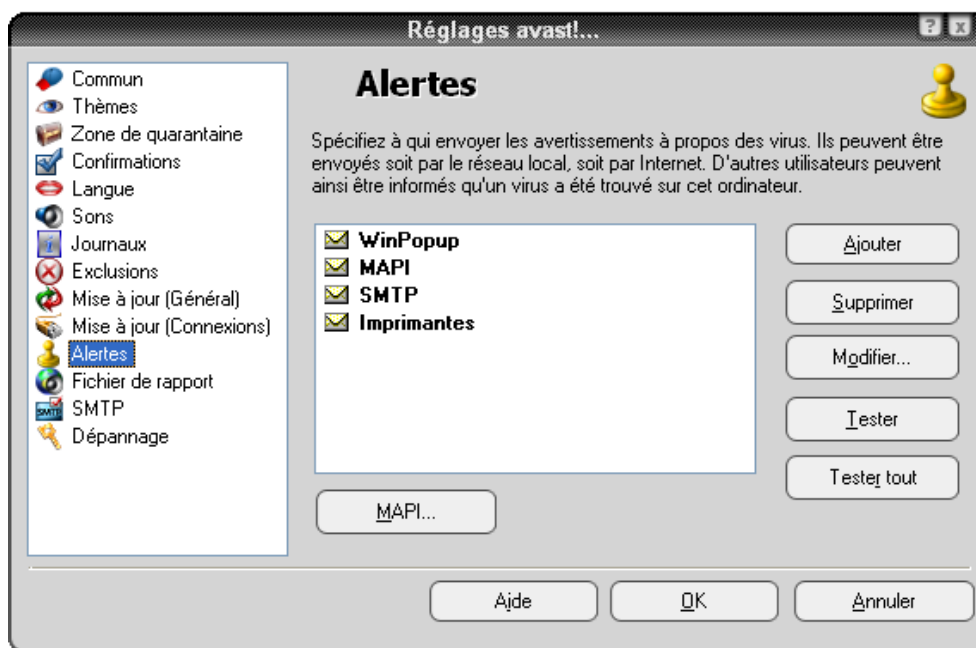 Réglages avast!...
Commun
Thèmes
Zone de quarantaine
Confirmations
Langue
Sons
Journaux
Exclusions
Mise à jour (Général)
Mise à jour (Connexions)
Alertes
Fichier de rapport
SMTP
Dépannage
Alertes
Spécifiez à qui envoyer les avertissements à propos des virus. Ils peuvent être
envoyés soit par le réseau local, soit par Internet. D'autres utilisateurs peuvent
ainsi être informés qu'un virus a été trouvé sur cet ordinateur.
WinPopup
MAPI
SMTP
Imprimantes
Ajouter
Supprimer
Modifier...
Tester
Tester tout
MAPI...
Aide
OK
Annuler